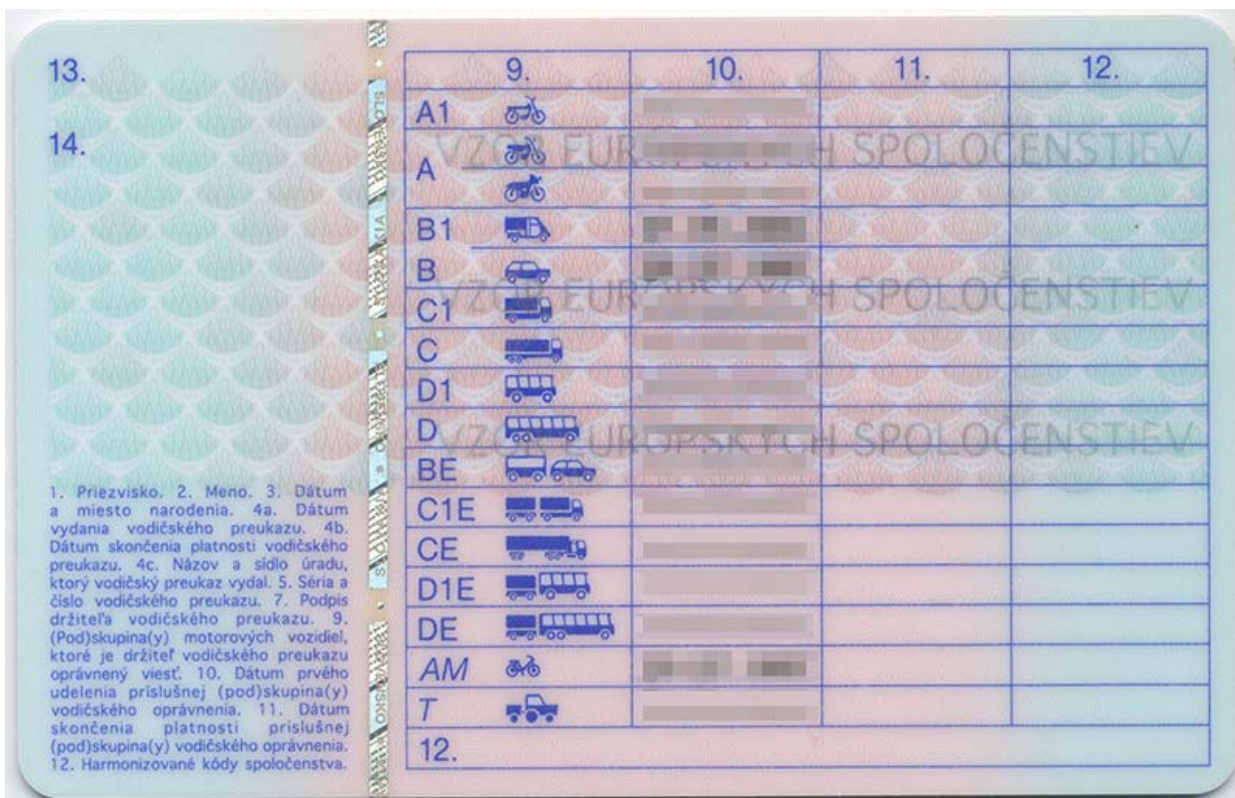 13.
14.
1. Priezvisko. 2. Meno. 3. Dátum
a miesto narodenia. 4a. Dátum
vydania vodičského preukazu. 4b.
Dátum skončenia platnosti vodičského
preukazu. 4c. Názov a sídlo úradu,
ktorý vodičský preukaz vydal. 5. Séria a
číslo vodičského preukazu. 7. Podpis
držiteľa vodičského preukazu. 9.
(Pod)skupina(y) motorových vozidiel,
ktoré je držiteľ vodičského preukazu
oprávnený viesť. 10. Dátum prvého
udelenia príslušnej (pod)skupina(y)
vodičského oprávnenia. 11. Dátum
skončenia platnosti príslušnej
(pod)skupina(y) vodičského oprávnenia.
12. Harmonizované kódy spoločenstva.
9. 10. 11. 12.
A1
A
B1
B
C1
C
D1
D
BE
C1E
CE
D1E
DE
AM
T
12.
VZOR EURÓPSKYCH SPOLOČENSTIEV
VZOR EURÓPSKYCH SPOLOČENSTIEV
VZOR EURÓPSKYCH SPOLOČENSTIEV